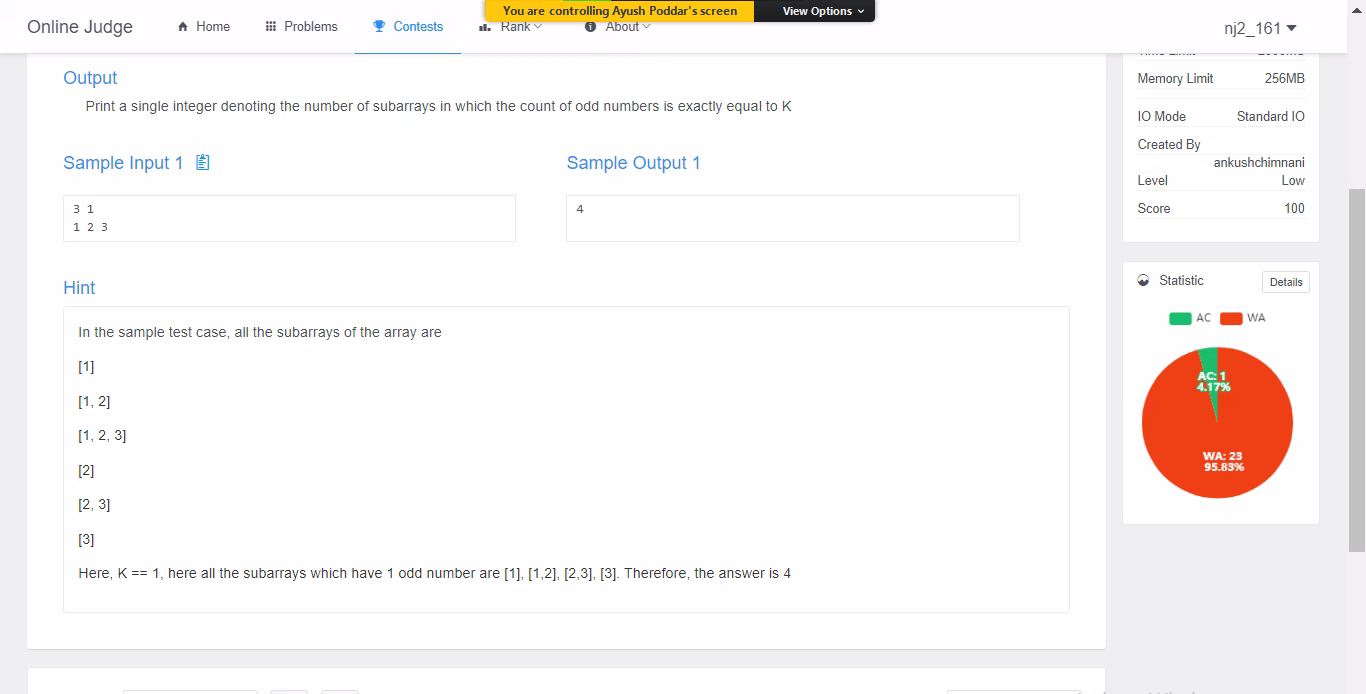 You are controlling Ayush Poddar's screen View Options
Online Judge Home Problems Contests Rank About nj2_161
Output
Print a single integer denoting the number of subarrays in which the count of odd numbers is exactly equal to K
Sample Input 1
Sample Output 1
3 1
1 2 3
4
Hint
In the sample test case, all the subarrays of the array are
[1]
[1, 2]
[1, 2, 3]
[2]
[2, 3]
[3]
Here, K == 1, here all the subarrays which have 1 odd number are [1], [1,2], [2,3], [3]. Therefore, the answer is 4
Memory Limit 256MB
IO Mode Standard IO
Created By
ankushchimnani
Level Low
Score 100
Statistic Details
AC WA
AC: 1
4.17%
WA: 23
95.83%